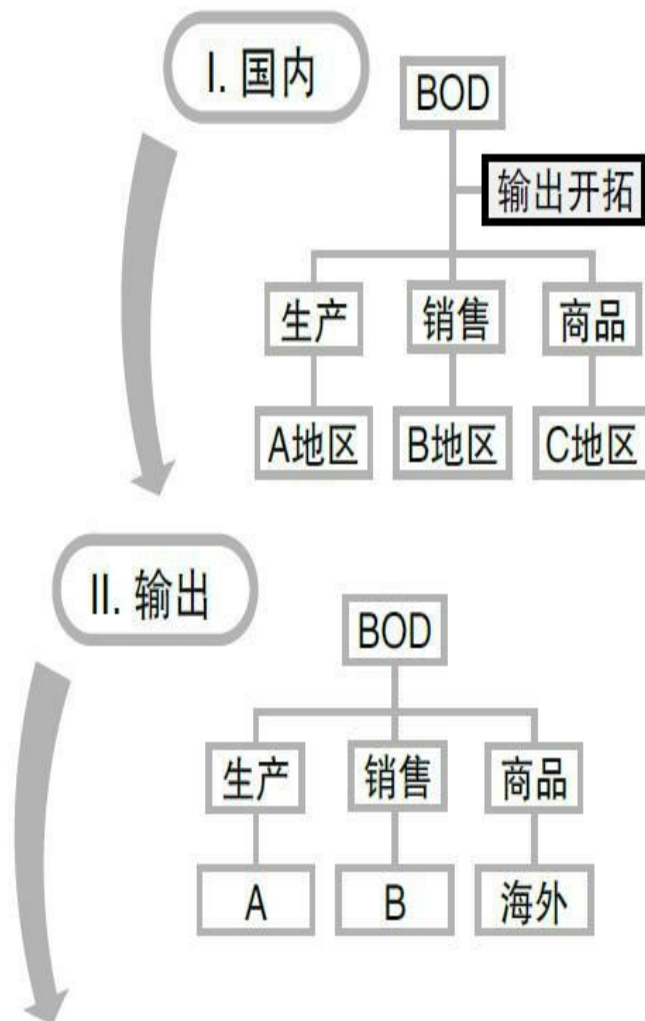 I. 国内
BOD
输出开拓
生产 销售 商品
A地区 B地区 C地区
II. 输出
BOD
生产 销售 商品
A B 海外